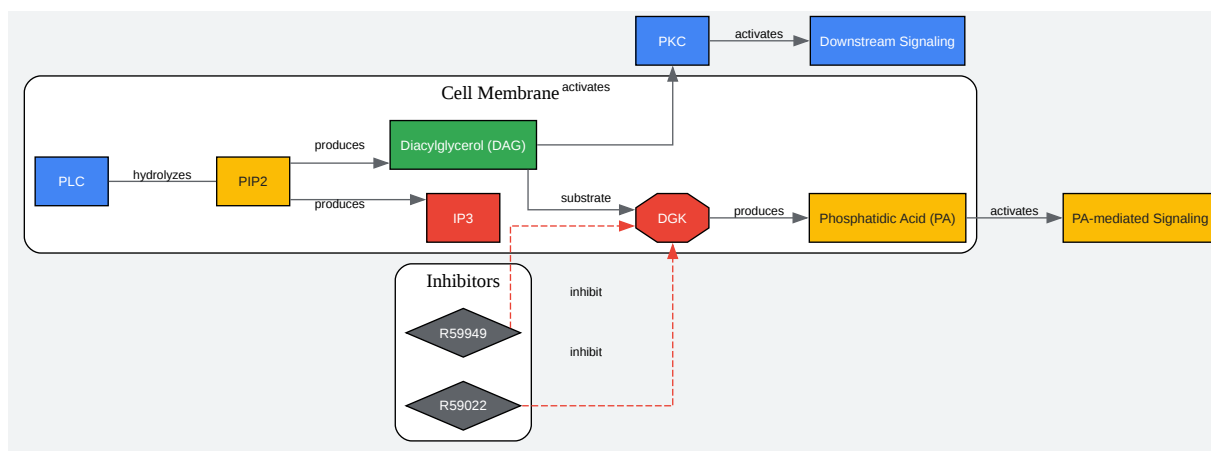 PKC
activates
Downstream Signaling
Cell Membrane
activates
produces
Diacylglycerol (DAG)
PLC
hydrolyzes
PIP2
produces
IP3
substrate
DGK
produces
Phosphatidic Acid (PA)
activates
PA-mediated Signaling
Inhibitors
inhibit
R59949
inhibit
R59022